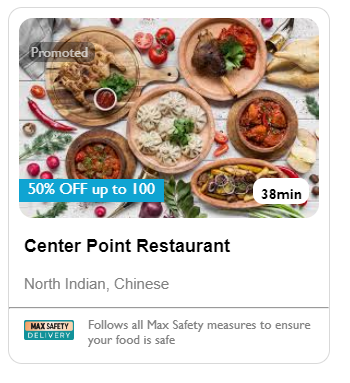 Promoted
50% OFF up to 100
38min
Center Point Restaurant
North Indian, Chinese
MAX SAFETY
DELIVERY
Follows all Max Safety measures to ensure
your food is safe